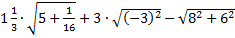 1 1/3 · √(5 + 1/16) + 3 · √((−3)²) − √(8² + 6²)